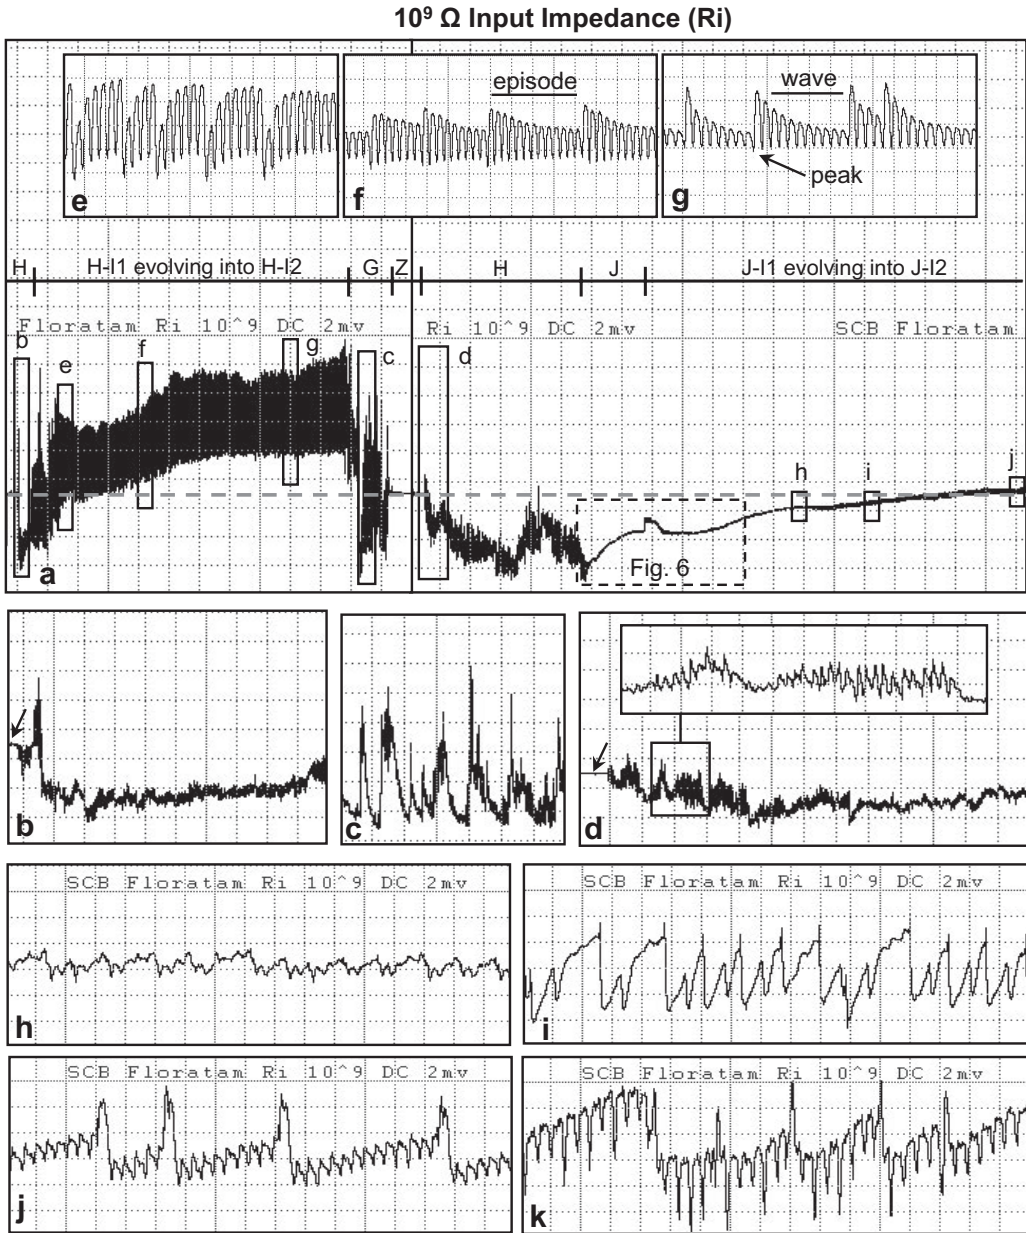 10⁹ Ω Input Impedance (Ri)
episode
wave
peak
e
f
g
H H-I1 evolving into H-I2 G Z H J J-I1 evolving into J-I2
Floratam Ri 10^9 DC 2mv
Ri 10^9 DC 2mv
SCB Floratam
b
e
f
g
c
d
h
i
j
a
Fig. 6
b
c
d
SCB Floratam Ri 10^9 DC 2mv
h
SCB Floratam Ri 10^9 DC 2mv
i
SCB Floratam Ri 10^9 DC 2mv
j
SCB Floratam Ri 10^9 DC 2mv
k